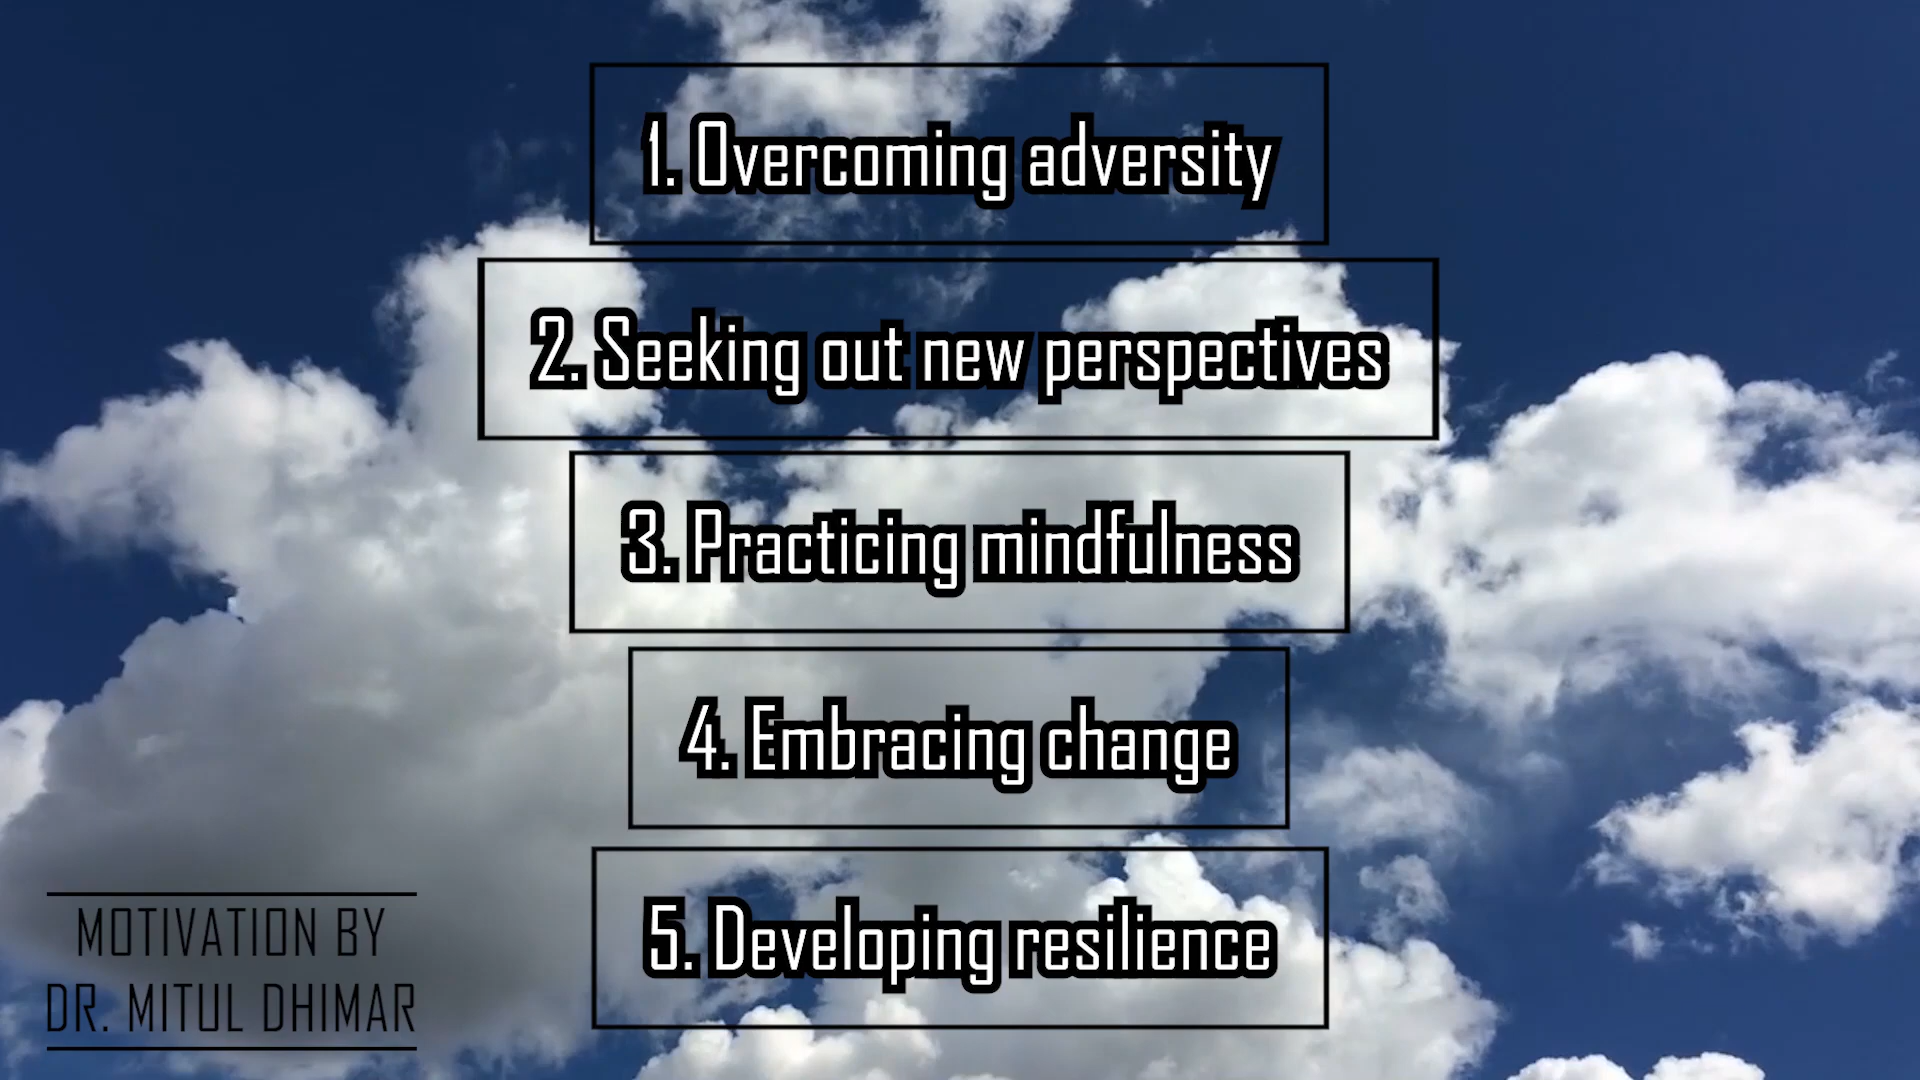 1. Overcoming adversity
2. Seeking out new perspectives
3. Practicing mindfulness
4. Embracing change
5. Developing resilience
MOTIVATION BY
DR. MITUL DHIMAR